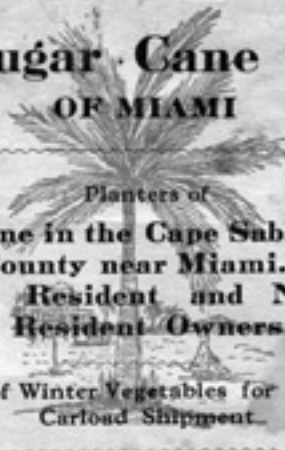 ugar Cane
OF MIAMI
Planters of
ne in the Cape Sab
ounty near Miami.
Resident and N
Resident Owners
f Winter Vegetables for
Carload Shipment